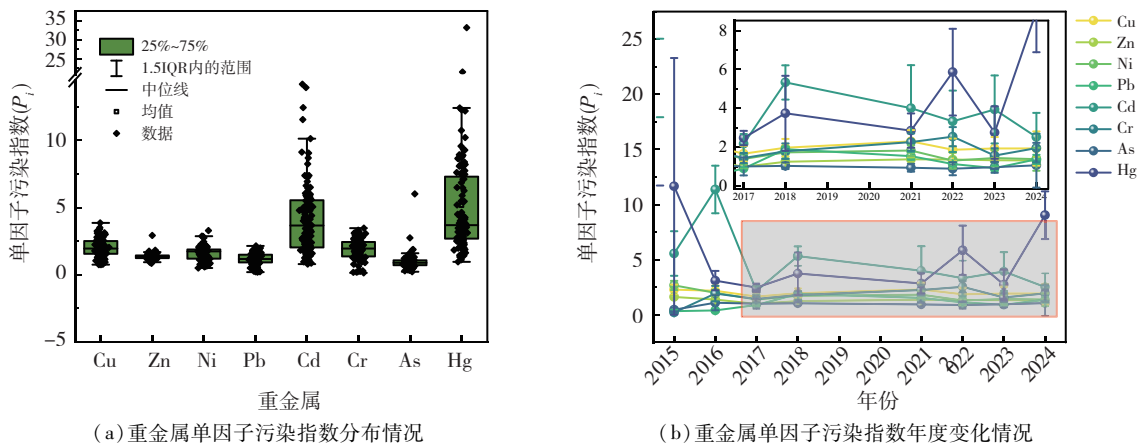 (a)
35
30
25
20
15
10
5
0
-5
单因子污染指数(Pi)
25%~75%
1.5IQR内的范围
中位线
均值
数据
Cu Zn Ni Pb Cd Cr As Hg
重金属
(a)重金属单因子污染指数分布情况
(b)
25
20
15
10
5
0
单因子污染指数(Pi)
8
6
4
2
0
2017 2018 2019 2020 2021 2022 2023 2024
Cu
Zn
Ni
Pb
Cd
Cr
As
Hg
2015 2016 2017 2018 2019 2020 2021 2022 2023 2024
年份
(b)重金属单因子污染指数年度变化情况